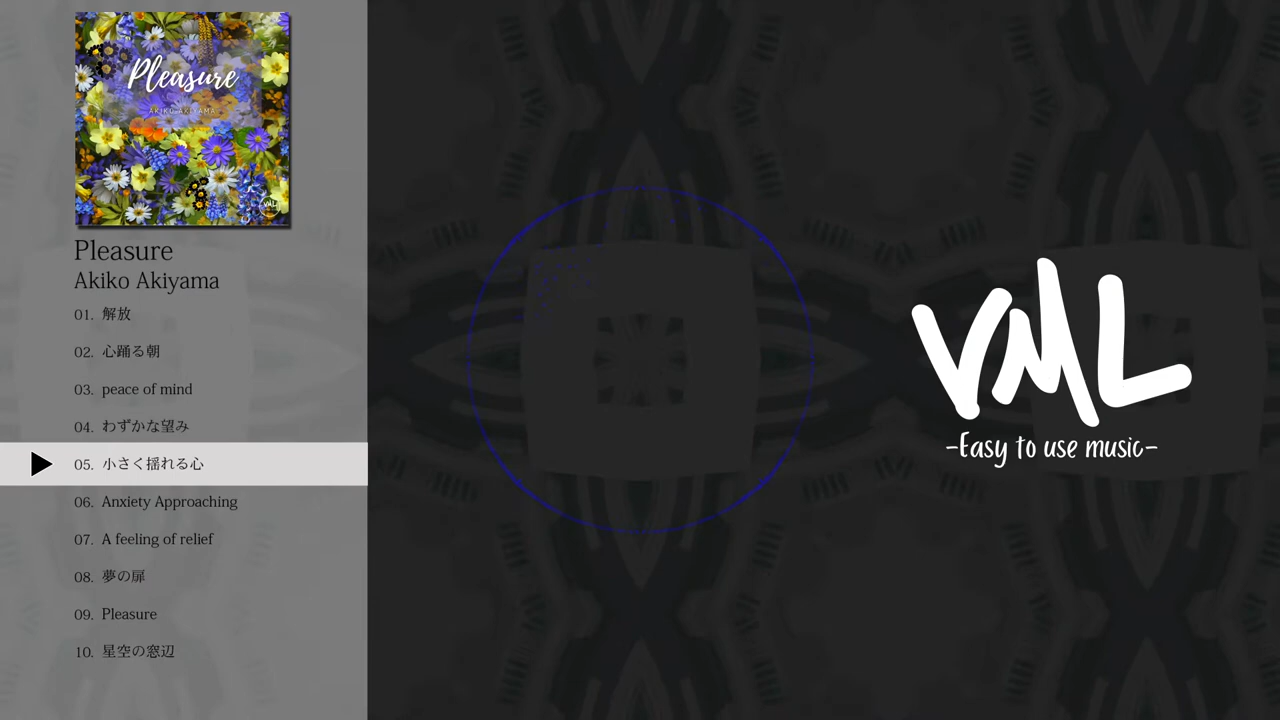 Pleasure
AKIKO AKIYAMA
VML
Pleasure
Akiko Akiyama
01. 解放
02. 心踊る朝
03. peace of mind
04. わずかな望み
05. 小さく揺れる心
06. Anxiety Approaching
07. A feeling of relief
08. 夢の扉
09. Pleasure
10. 星空の窓辺
VML
-Easy to use music-